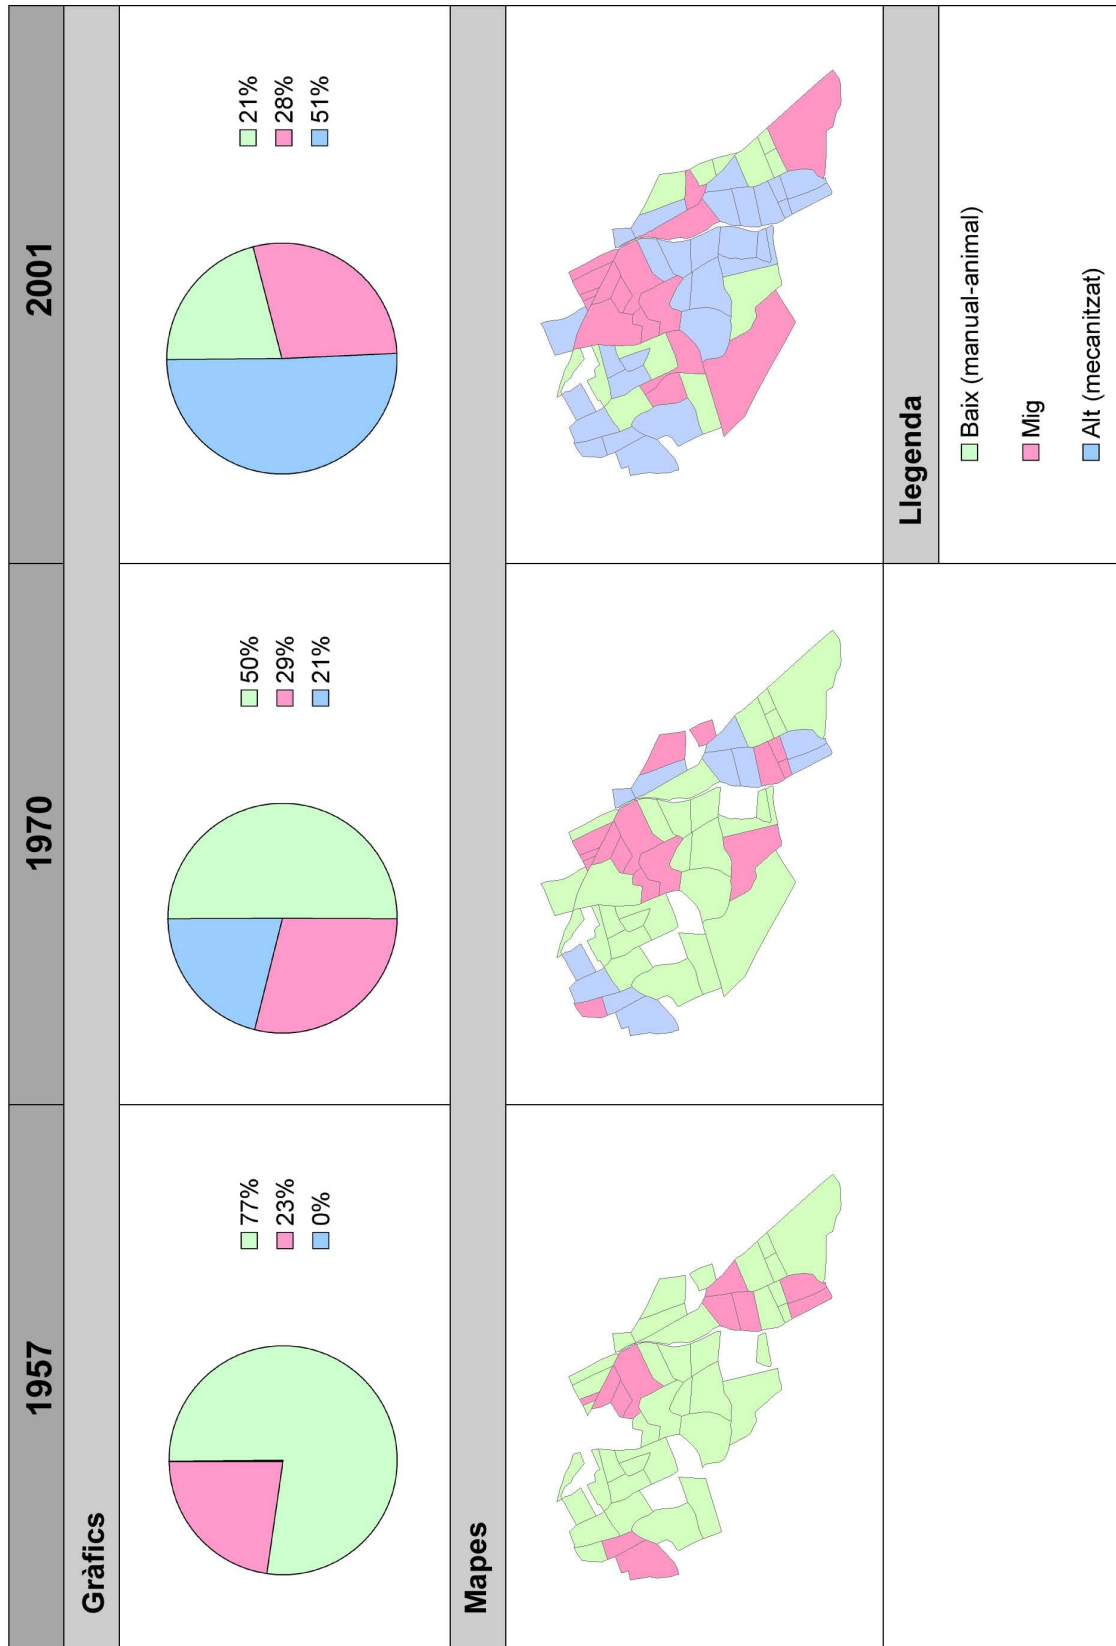 1957
1970
2001
Gràfics
77%
23%
0%
50%
29%
21%
21%
28%
51%
Mapes
Llegenda
Baix (manual-animal)
Mig
Alt (mecanitzat)